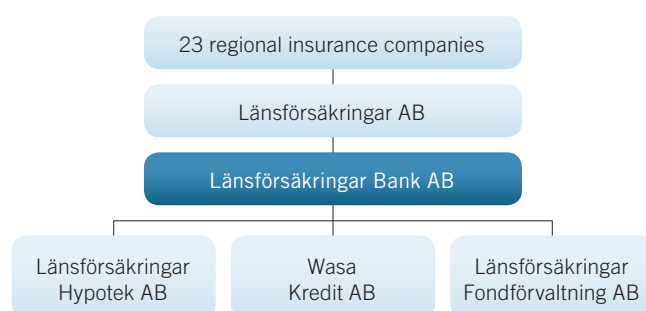 23 regional insurance companies
Länsförsäkringar AB
Länsförsäkringar Bank AB
Länsförsäkringar
Hypotek AB
Wasa
Kredit AB
Länsförsäkringar
Fondförvaltning AB